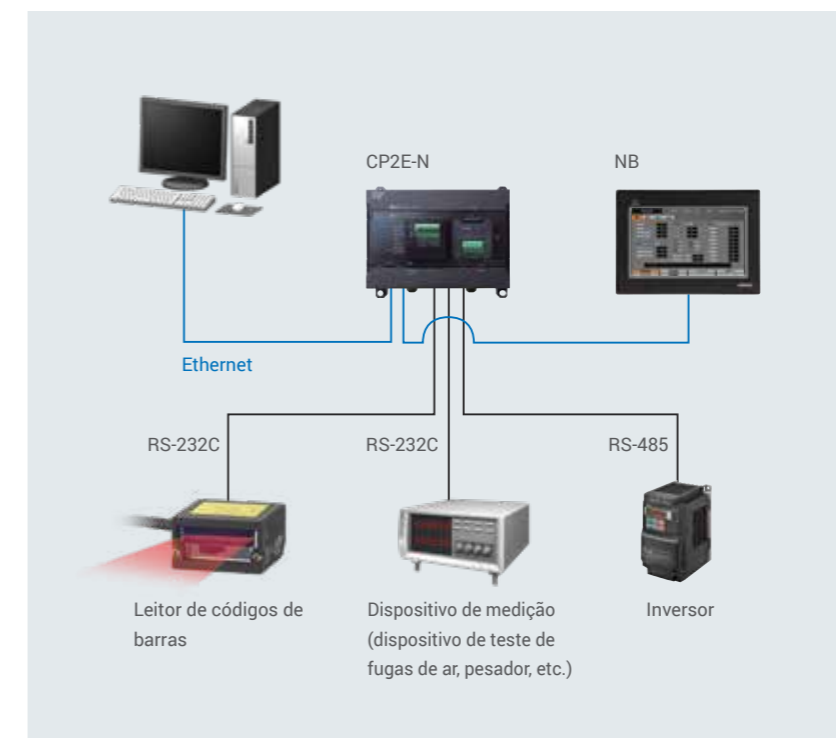 CP2E-N
NB
Ethernet
RS-232C
RS-232C
RS-485
Leitor de códigos de
barras
Dispositivo de medição
(dispositivo de teste de
fugas de ar, pesador, etc.)
Inversor